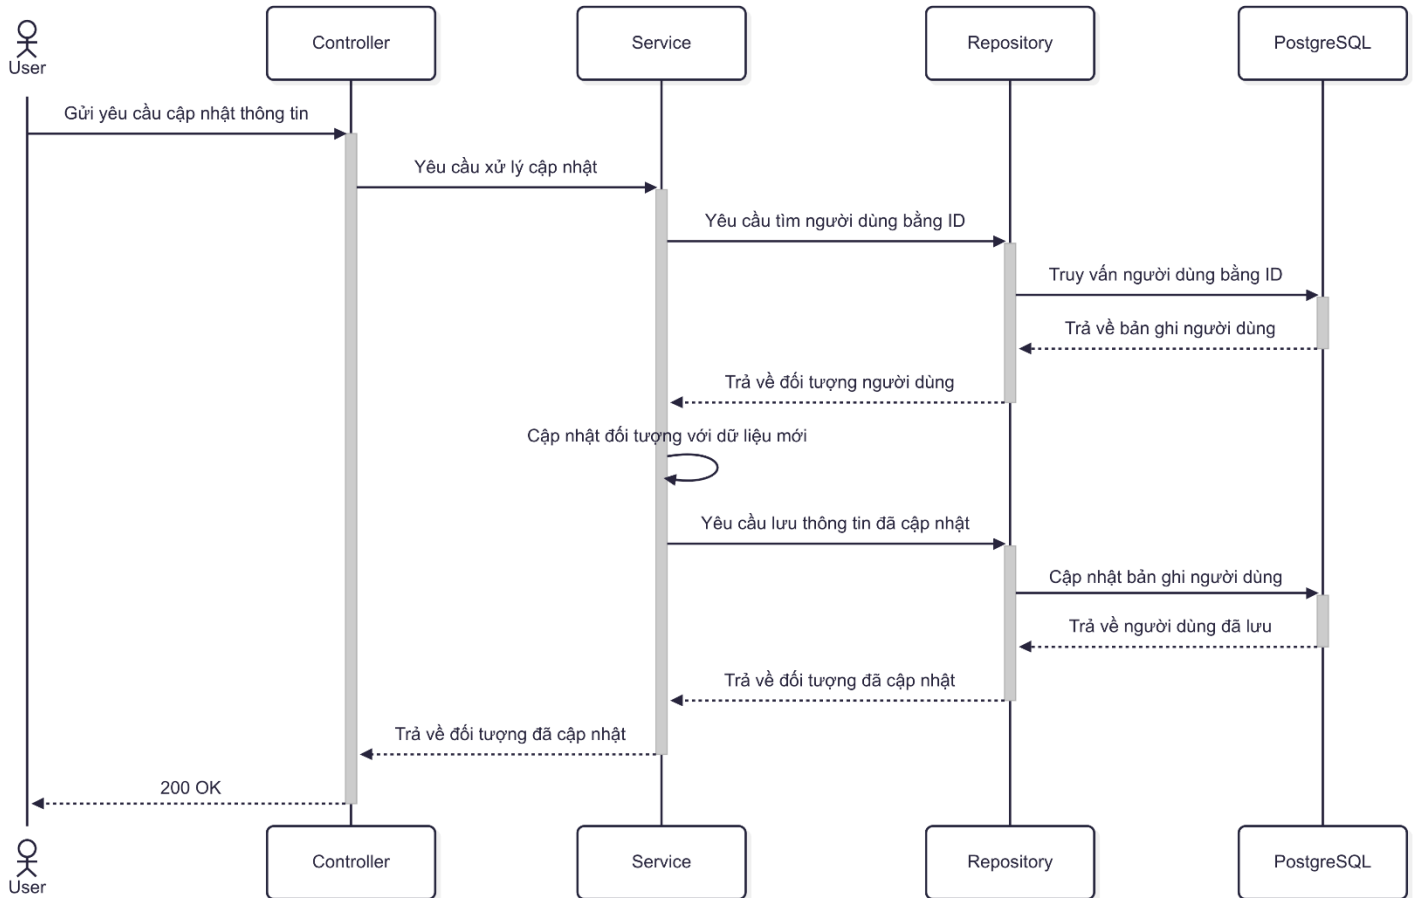 Controller
Service
Repository
PostgreSQL
User
Gửi yêu cầu cập nhật thông tin
Yêu cầu xử lý cập nhật
Yêu cầu tìm người dùng bằng ID
Truy vấn người dùng bằng ID
Trả về bản ghi người dùng
Trả về đối tượng người dùng
Cập nhật đối tượng với dữ liệu mới
Yêu cầu lưu thông tin đã cập nhật
Cập nhật bản ghi người dùng
Trả về người dùng đã lưu
Trả về đối tượng đã cập nhật
Trả về đối tượng đã cập nhật
200 OK
Controller
Service
Repository
PostgreSQL
User